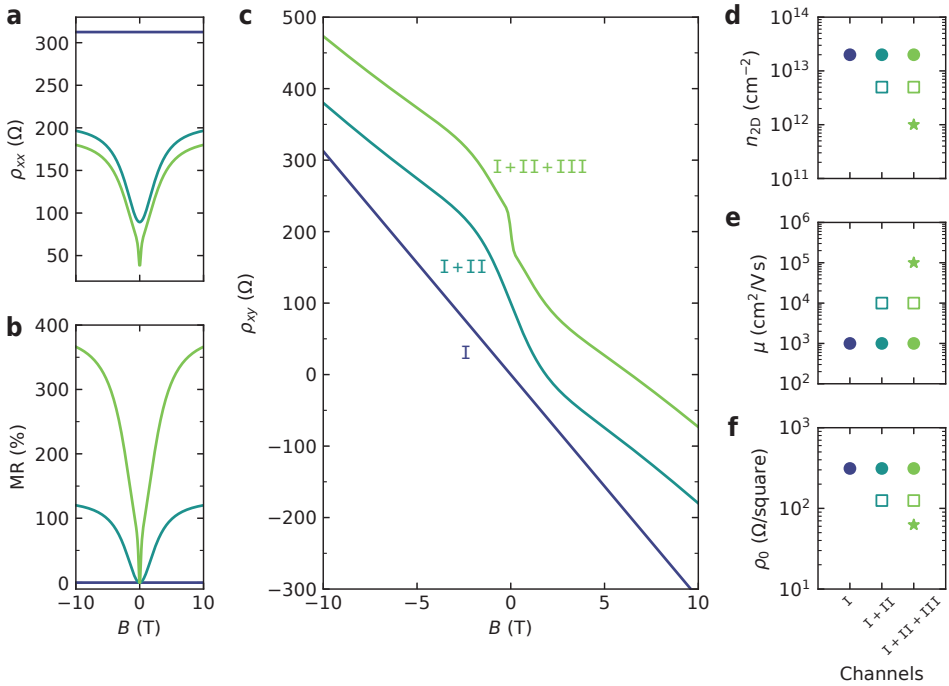 a
ρxx (Ω)
300
250
200
150
100
50
b
MR (%)
400
300
200
100
0
−10
0
10
B (T)
c
ρxy (Ω)
500
400
300
200
100
0
−100
−200
−300
I+II+III
I+II
I
−10
−5
0
5
10
B (T)
d
n2D (cm−2)
10^14
10^13
10^12
10^11
e
μ (cm2/V s)
10^6
10^5
10^4
10^3
10^2
f
ρ0 (Ω/square)
10^3
10^2
10^1
I
I+II
I+II+III
Channels